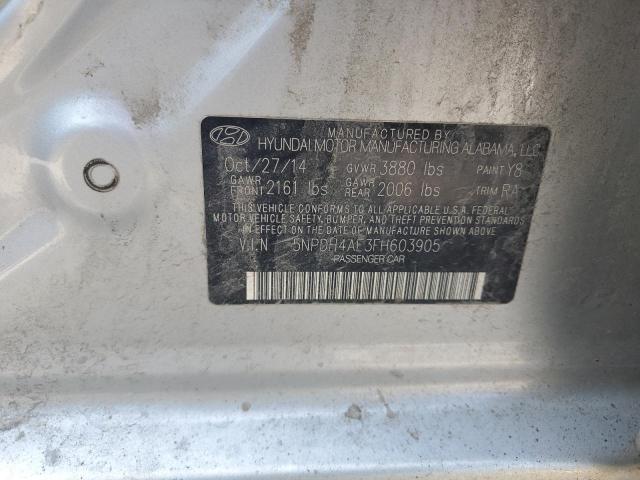 MANUFACTURED BY
HYUNDAI MOTOR MANUFACTURING ALABAMA, LLC
Oct/27/14 GVWR 3880 lbs PAINT Y8
GAWR FRONT 2161 lbs GAWR REAR 2006 lbs TRIM RA
THIS VEHICLE CONFORMS TO ALL APPLICABLE U.S.A. FEDERAL
MOTOR VEHICLE SAFETY, BUMPER, AND THEFT PREVENTION STANDARDS
IN EFFECT ON THE DATE OF MANUFACTURE SHOWN ABOVE.
V.I.N 5NPDH4AE3FH603905
PASSENGER CAR